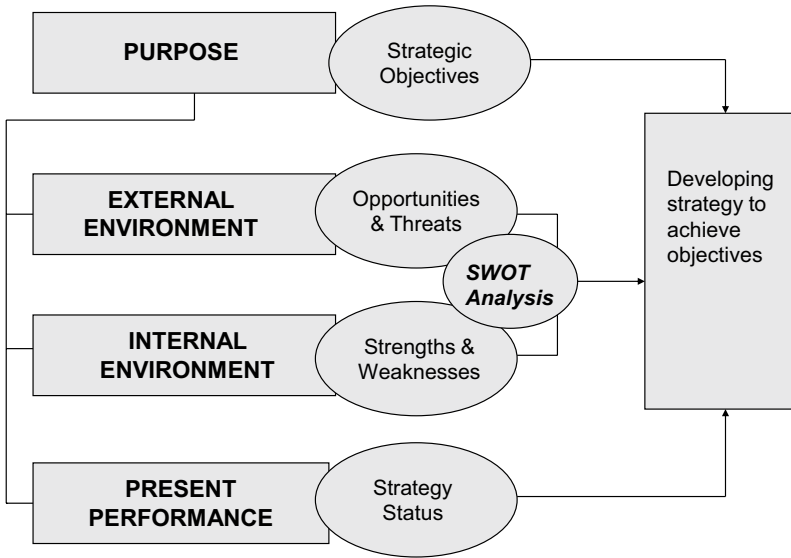 PURPOSE
Strategic
Objectives
EXTERNAL
ENVIRONMENT
Opportunities
& Threats
Developing
strategy to
achieve
objectives
SWOT
Analysis
INTERNAL
ENVIRONMENT
Strengths &
Weaknesses
PRESENT
PERFORMANCE
Strategy
Status